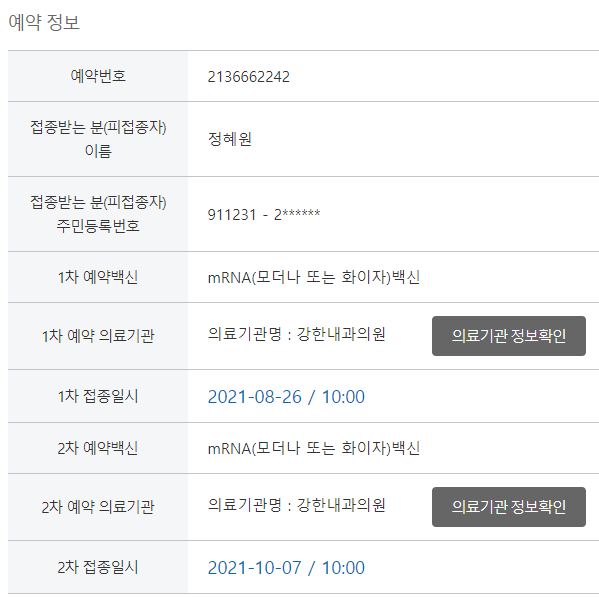 예약 정보
예약번호
2136662242
접종받는 분(피접종자)
이름
정혜원
접종받는 분(피접종자)
주민등록번호
911231 - 2******
1차 예약백신
mRNA(모더나 또는 화이자)백신
1차 예약 의료기관
의료기관명 : 강한내과의원
의료기관 정보확인
1차 접종일시
2021-08-26 / 10:00
2차 예약백신
mRNA(모더나 또는 화이자)백신
2차 예약 의료기관
의료기관명 : 강한내과의원
의료기관 정보확인
2차 접종일시
2021-10-07 / 10:00